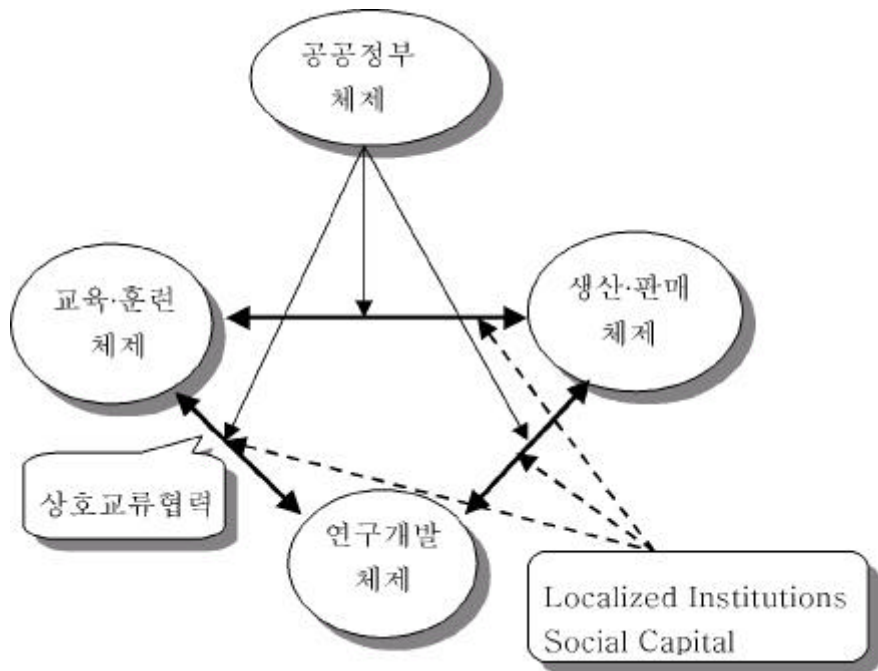 공공정부
체제
교육·훈련
체제
생산·판매
체제
상호교류협력
연구개발
체제
Localized Institutions
Social Capital